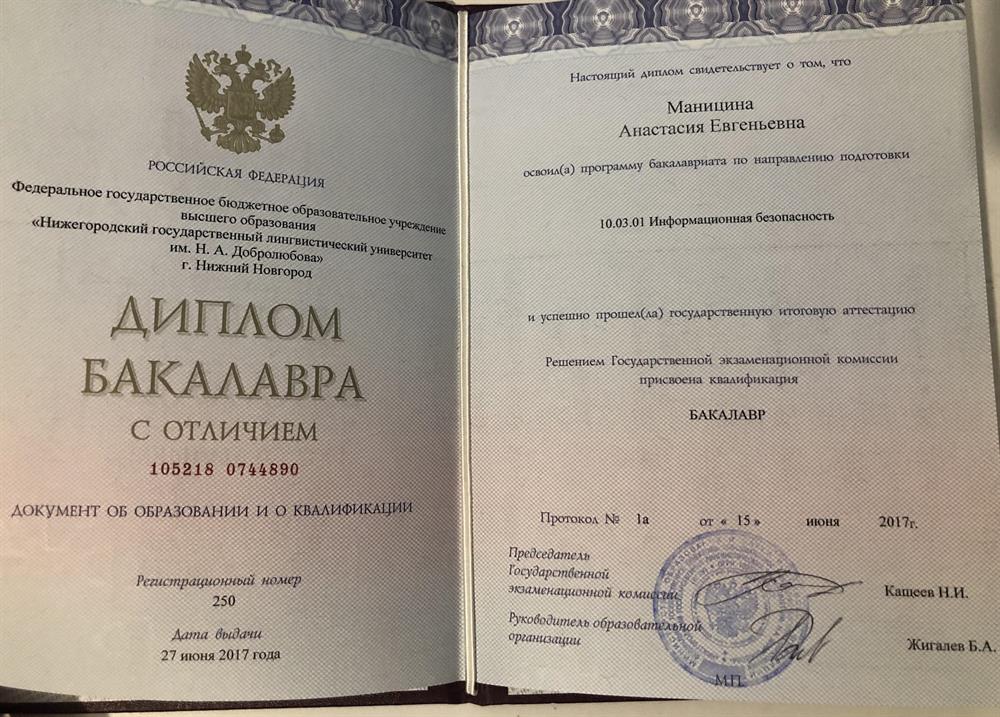 РОССИЙСКАЯ ФЕДЕРАЦИЯ
Федеральное государственное бюджетное образовательное учреждение
высшего образования
«Нижегородский государственный лингвистический университет
им. Н. А. Добролюбова»
г. Нижний Новгород
ДИПЛОМ
БАКАЛАВРА
С ОТЛИЧИЕМ
105218 0744890
ДОКУМЕНТ ОБ ОБРАЗОВАНИИ И О КВАЛИФИКАЦИИ
Регистрационный номер
250
Дата выдачи
27 июня 2017 года
Настоящий диплом свидетельствует о том, что
Маницина
Анастасия Евгеньевна
освоил(а) программу бакалавриата по направлению подготовки
10.03.01 Информационная безопасность
и успешно прошел(ла) государственную итоговую аттестацию
Решением Государственной экзаменационной комиссии
присвоена квалификация
БАКАЛАВР
Протокол № 1а от « 15 » июня 2017г.
Председатель
Государственной
экзаменационной комиссии
Кащеев Н.И.
Руководитель образовательной
организации
Жигалев Б.А.
М.П.